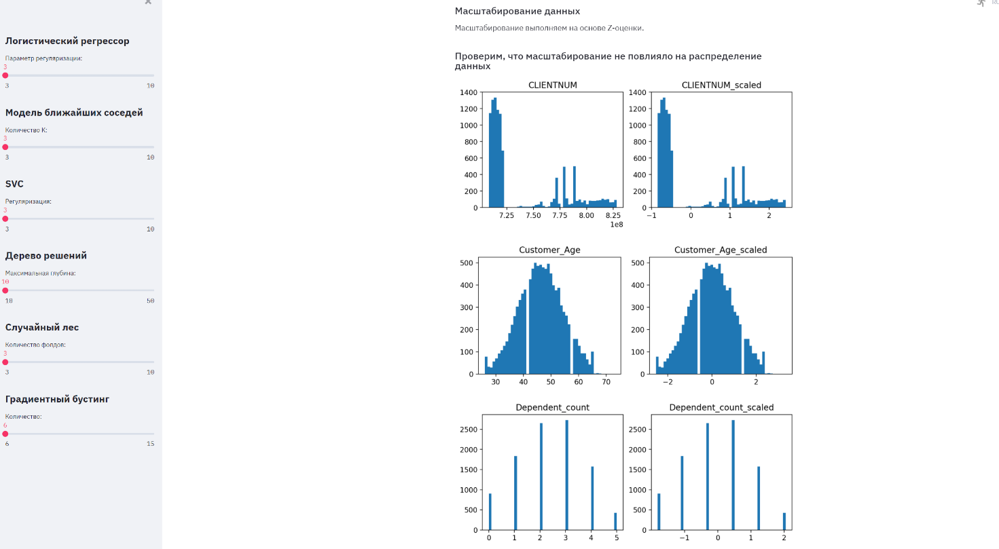 ×
RU
Логистический регрессор
Параметр регуляризации:
3
3 10
Модель ближайших соседей
Количество K:
3
3 10
SVC
Регуляризация:
3
3 10
Дерево решений
Максимальная глубина:
10
10 50
Случайный лес
Количество фолдов:
3
3 10
Градиентный бустинг
Количество:
6
6 15
Масштабирование данных
Масштабирование выполняем на основе Z-оценки.
Проверим, что масштабирование не повлияло на распределение
данных
CLIENTNUM
1400
1200
1000
800
600
400
200
0
7.25 7.50 7.75 8.00 8.25
1e8
CLIENTNUM_scaled
1400
1200
1000
800
600
400
200
0
−1 0 1 2
Customer_Age
500
400
300
200
100
0
30 40 50 60 70
Customer_Age_scaled
500
400
300
200
100
0
−2 0 2
Dependent_count
2500
2000
1500
1000
500
0
0 1 2 3 4 5
Dependent_count_scaled
2500
2000
1500
1000
500
0
−1 0 1 2